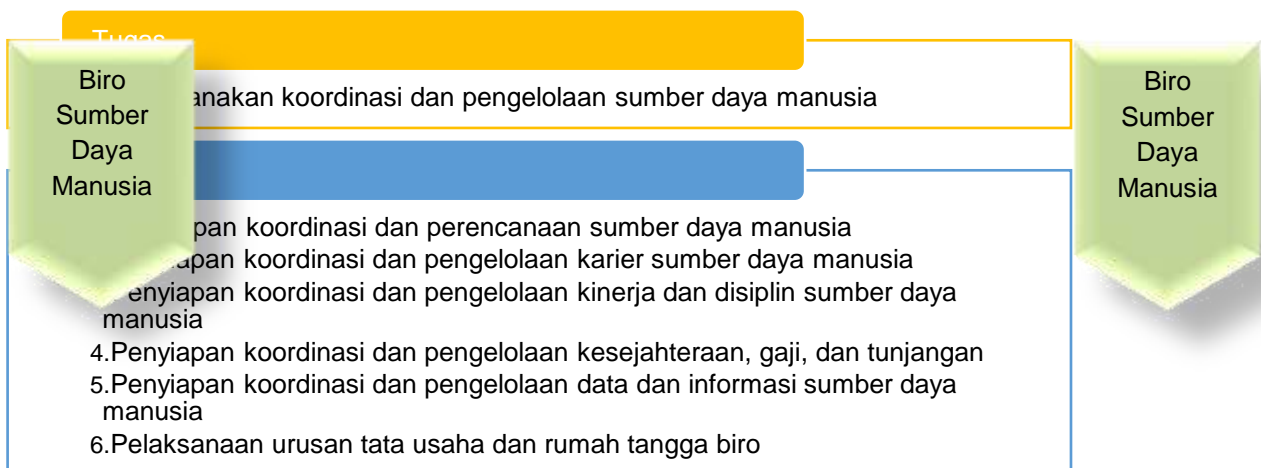 Tugas
Biro
Sumber
Daya
Manusia
anakan koordinasi dan pengelolaan sumber daya manusia
pan koordinasi dan perencanaan sumber daya manusia
apan koordinasi dan pengelolaan karier sumber daya manusia
enyiapan koordinasi dan pengelolaan kinerja dan disiplin sumber daya
manusia
4.Penyiapan koordinasi dan pengelolaan kesejahteraan, gaji, dan tunjangan
5.Penyiapan koordinasi dan pengelolaan data dan informasi sumber daya
manusia
6.Pelaksanaan urusan tata usaha dan rumah tangga biro
Biro
Sumber
Daya
Manusia